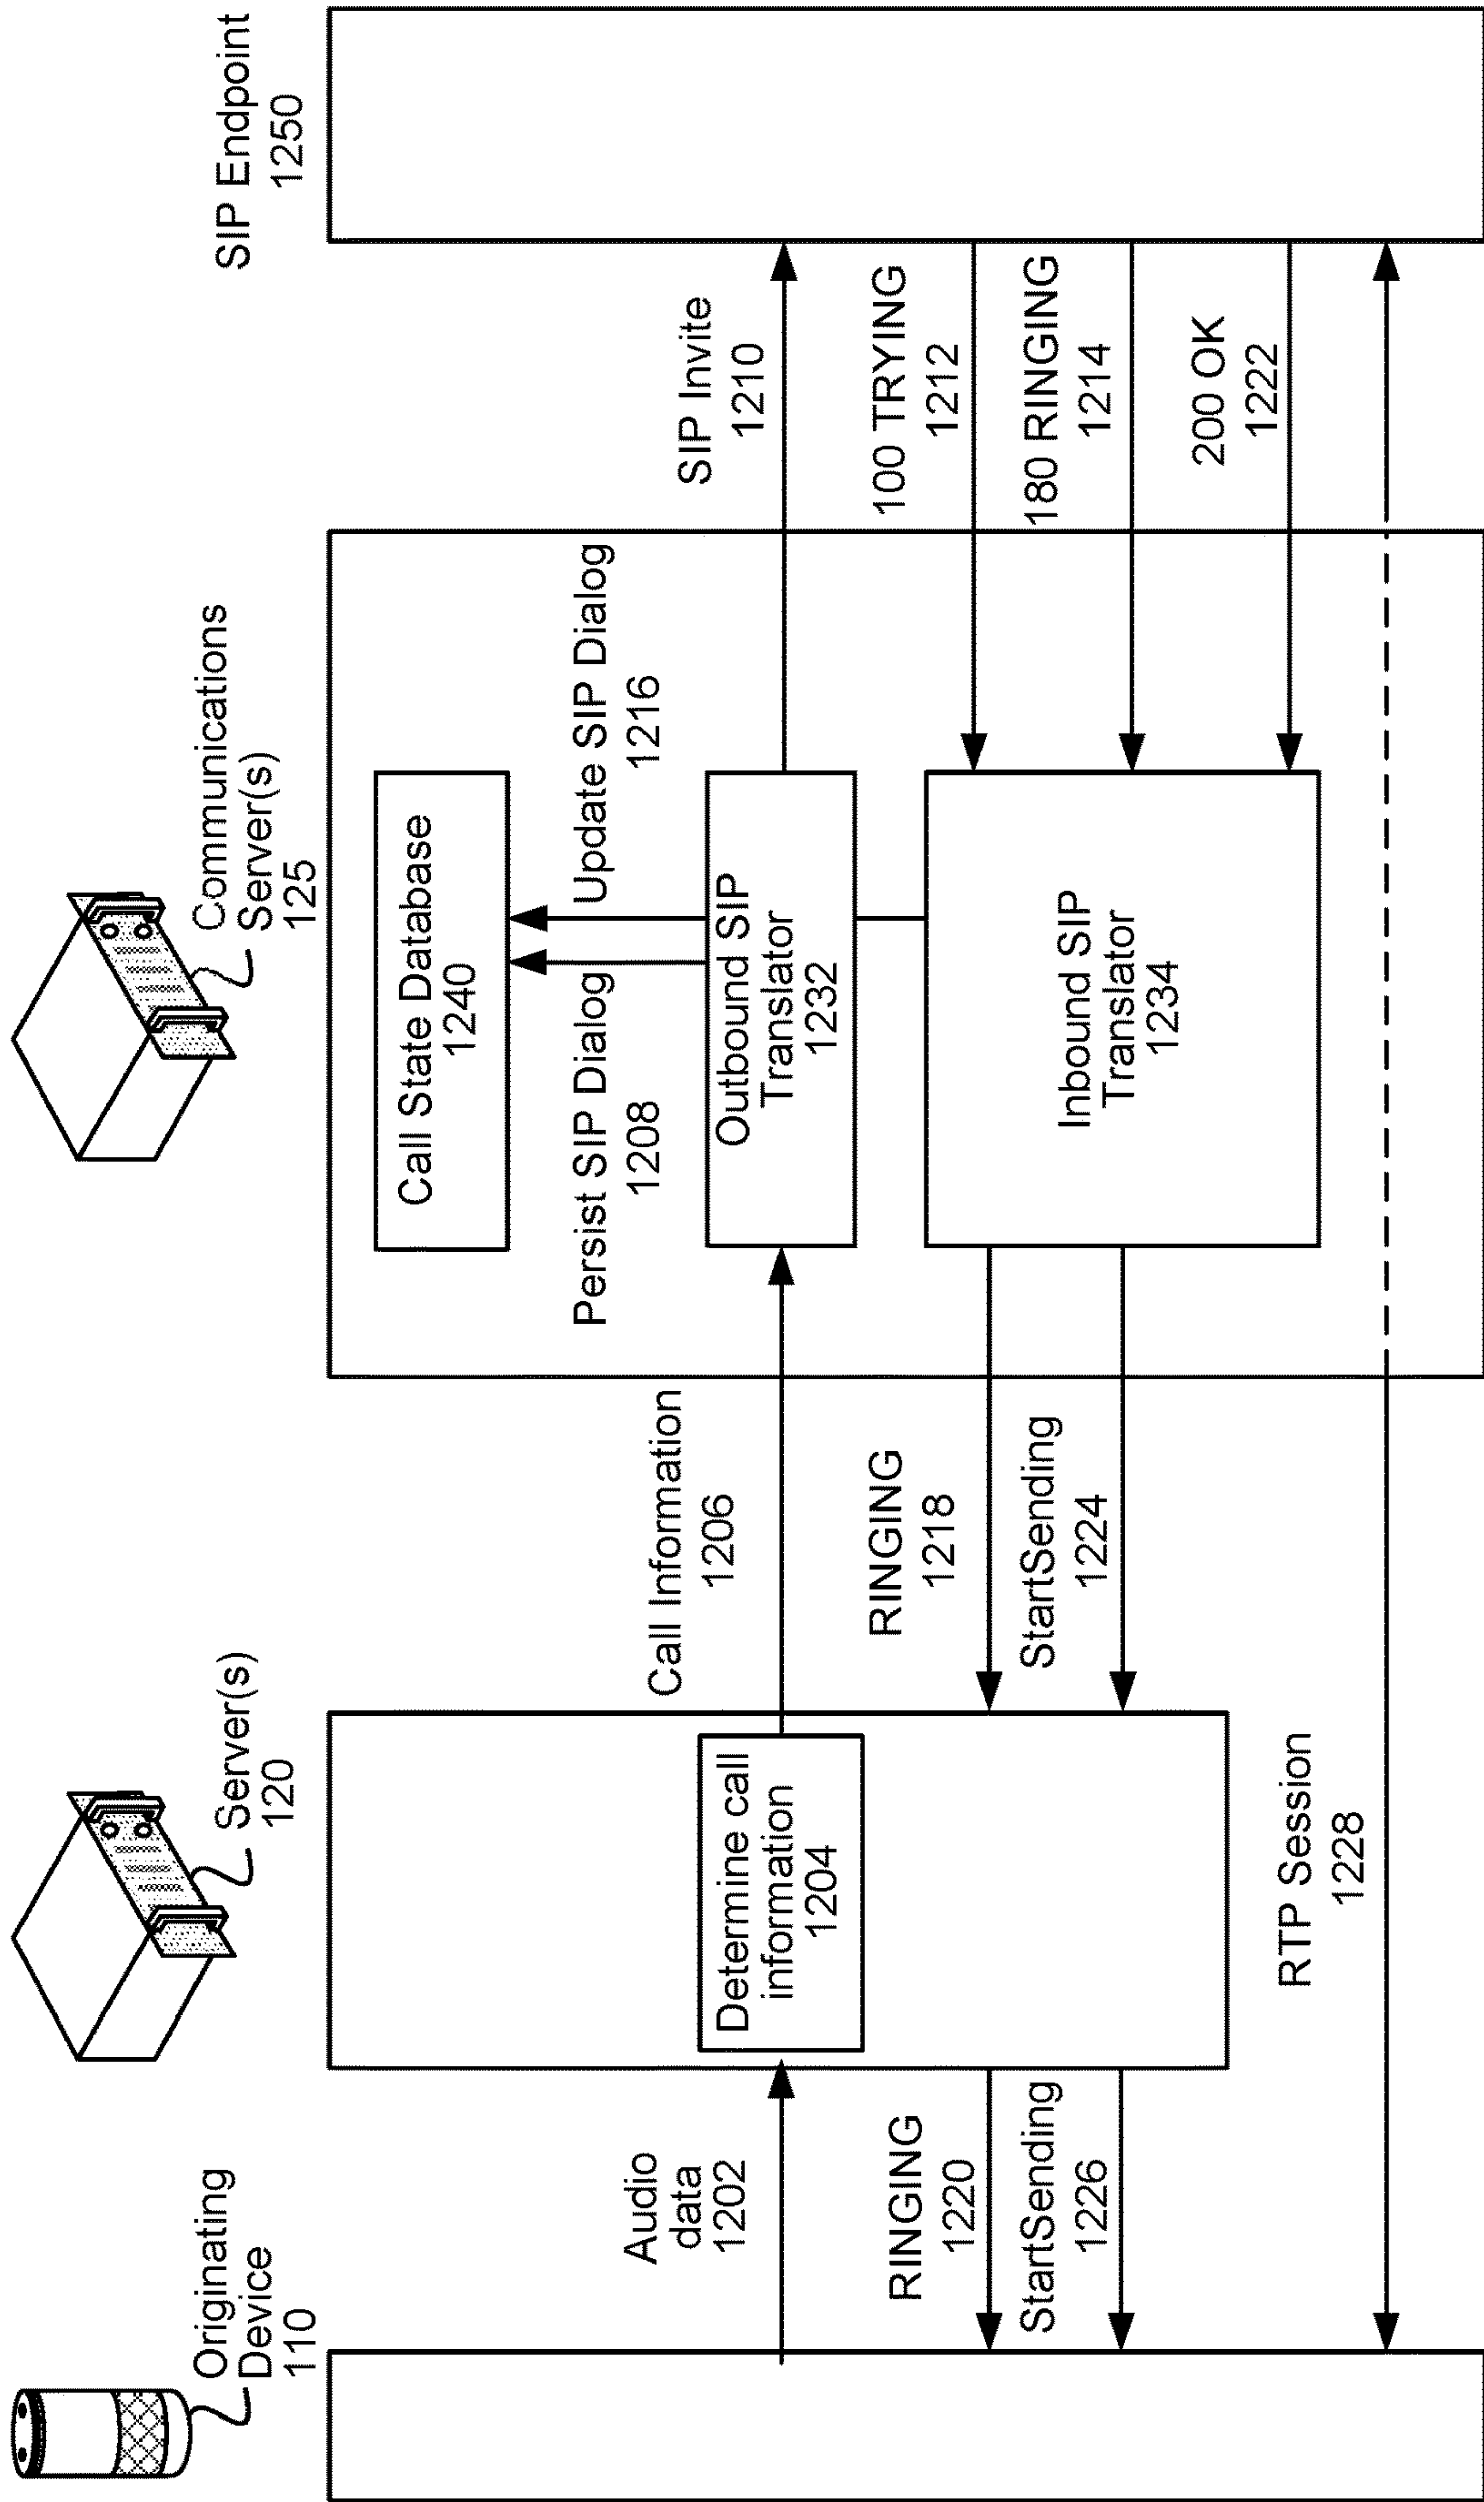 Originating
Device
110
Server(s)
120
Communications
Server(s)
125
SIP Endpoint
1250
Audio
data
1202
Determine call
information
1204
Call Information
1206
Call State Database
1240
Persist SIP Dialog
1208
Update SIP Dialog
1216
Outbound SIP
Translator
1232
SIP Invite
1210
100 TRYING
1212
180 RINGING
1214
Inbound SIP
Translator
1234
RINGING
1218
RINGING
1220
200 OK
1222
StartSending
1224
StartSending
1226
RTP Session
1228